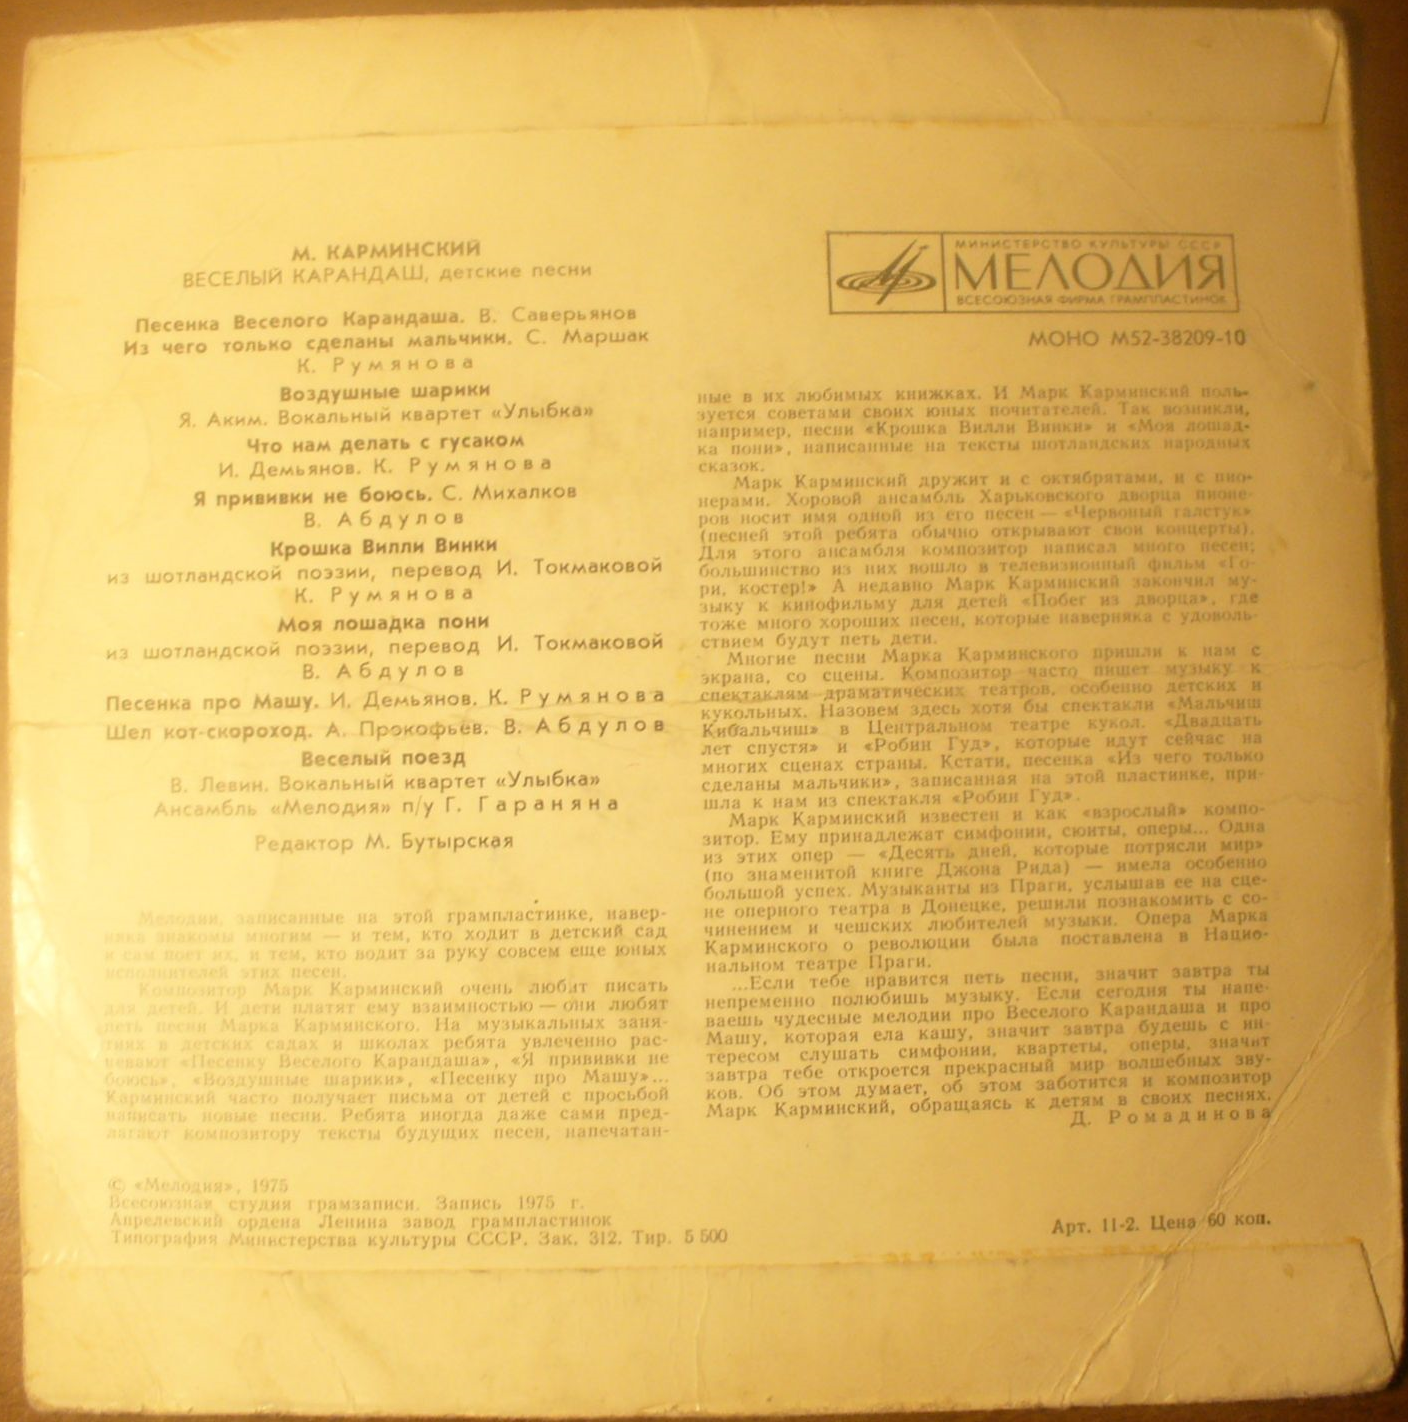 М. КАРМИНСКИЙ
ВЕСЕЛЫЙ КАРАНДАШ, детские песни
Песенка Веселого Карандаша. В. Саверьянов
Из чего только сделаны мальчики. С. Маршак
К. Румянова
Воздушные шарики
Я. Аким. Вокальный квартет «Улыбка»
Что нам делать с гусаком
И. Демьянов. К. Румянова
Я прививки не боюсь. С. Михалков
В. Абдулов
Крошка Вилли Винки
из шотландской поэзии, перевод И. Токмаковой
К. Румянова
Моя лошадка пони
из шотландской поэзии, перевод И. Токмаковой
В. Абдулов
Песенка про Машу. И. Демьянов. К. Румянова
Шел кот-скороход. А. Прокофьев. В. Абдулов
Веселый поезд
В. Левин. Вокальный квартет «Улыбка»
Ансамбль «Мелодия» п/у Г. Гараняна
Редактор М. Бутырская
Мелодии, записанные на этой грампластинке, навер-
няка знакомы многим — и тем, кто ходит в детский сад
и сам поет их, и тем, кто водит за руку совсем еще юных
исполнителей этих песен.
Композитор Марк Карминский очень любит писать
для детей. И дети платят ему взаимностью — они любят
петь песни Марка Карминского. На музыкальных заня-
тиях в детских садах и школах ребята увлеченно рас-
певают «Песенку Веселого Карандаша», «Я прививки не
боюсь», «Воздушные шарики», «Песенку про Машу»...
Карминский часто получает письма от детей с просьбой
написать новые песни. Ребята иногда даже сами пред-
лагают композитору тексты будущих песен, напечатан-
МИНИСТЕРСТВО КУЛЬТУРЫ СССР
МЕЛОДИЯ
ВСЕСОЮЗНАЯ ФИРМА ГРАМПЛАСТИНОК
МОНО М52-38209-10
ные в их любимых книжках. И Марк Карминский поль-
зуется советами своих юных почитателей. Так возникли,
например, песни «Крошка Вилли Винки» и «Моя лошад-
ка пони», написанные на тексты шотландских народных
сказок.
Марк Карминский дружит и с октябрятами, и с пио-
нерами. Хоровой ансамбль Харьковского дворца пионе-
ров носит имя одной из его песен — «Червоный галстук»
(песней этой ребята обычно открывают свои концерты).
Для этого ансамбля композитор написал много песен;
большинство из них вошло в телевизионный фильм «Го-
ри, костер!» А недавно Марк Карминский закончил му-
зыку к кинофильму для детей «Побег из дворца», где
тоже много хороших песен, которые наверняка с удоволь-
ствием будут петь дети.
Многие песни Марка Карминского пришли к нам с
экрана, со сцены. Композитор часто пишет музыку к
спектаклям драматических театров, особенно детских и
кукольных. Назовем здесь хотя бы спектакли «Мальчиш
Кибальчиш» в Центральном театре кукол. «Двадцать
лет спустя» и «Робин Гуд», которые идут сейчас на
многих сценах страны. Кстати, песенка «Из чего только
сделаны мальчики», записанная на этой пластинке, при-
шла к нам из спектакля «Робин Гуд».
Марк Карминский известен и как «взрослый» компо-
зитор. Ему принадлежат симфонии, сюиты, оперы... Одна
из этих опер — «Десять дней, которые потрясли мир»
(по знаменитой книге Джона Рида) — имела особенно
большой успех. Музыканты из Праги, услышав ее на сце-
не оперного театра в Донецке, решили познакомить с со-
чинением и чешских любителей музыки. Опера Марка
Карминского о революции была поставлена в Нацио-
нальном театре Праги.
...Если тебе нравится петь песни, значит завтра ты
непременно полюбишь музыку. Если сегодня ты напе-
ваешь чудесные мелодии про Веселого Карандаша и про
Машу, которая ела кашу, значит завтра будешь с ин-
тересом слушать симфонии, квартеты, оперы, значит
завтра тебе откроется прекрасный мир волшебных зву-
ков. Об этом думает, об этом заботится и композитор
Марк Карминский, обращаясь к детям в своих песнях.
Д. Ромадинова
© «Мелодия», 1975
Всесоюзная студия грамзаписи. Запись 1975 г.
Апрелевский ордена Ленина завод грампластинок
Типография Министерства культуры СССР. Зак. 312. Тир. 5 500
Арт. 11-2. Цена 60 коп.